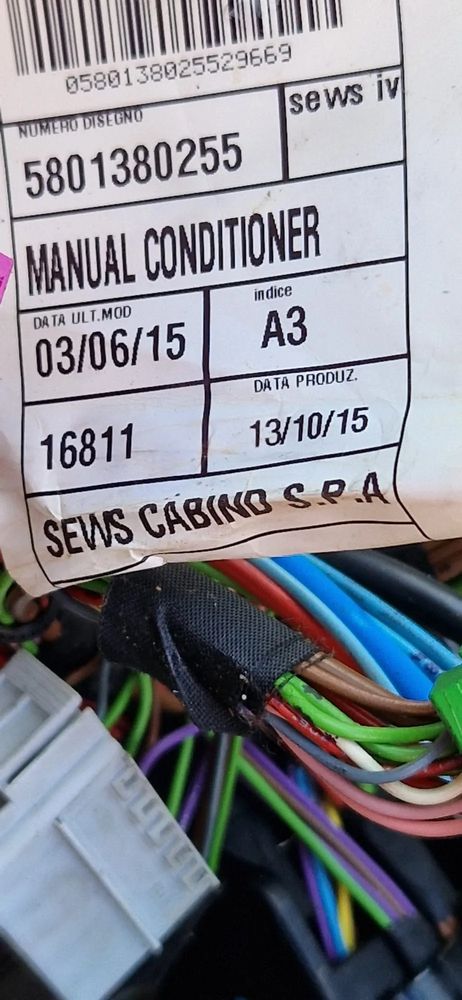 0580138025529669
NUMERO DISEGNO
sews iv
5801380255
MANUAL CONDITIONER
DATA ULT.MOD
indice
03/06/15
A3
DATA PRODUZ.
16811
13/10/15
SEWS CABIND S.P.A